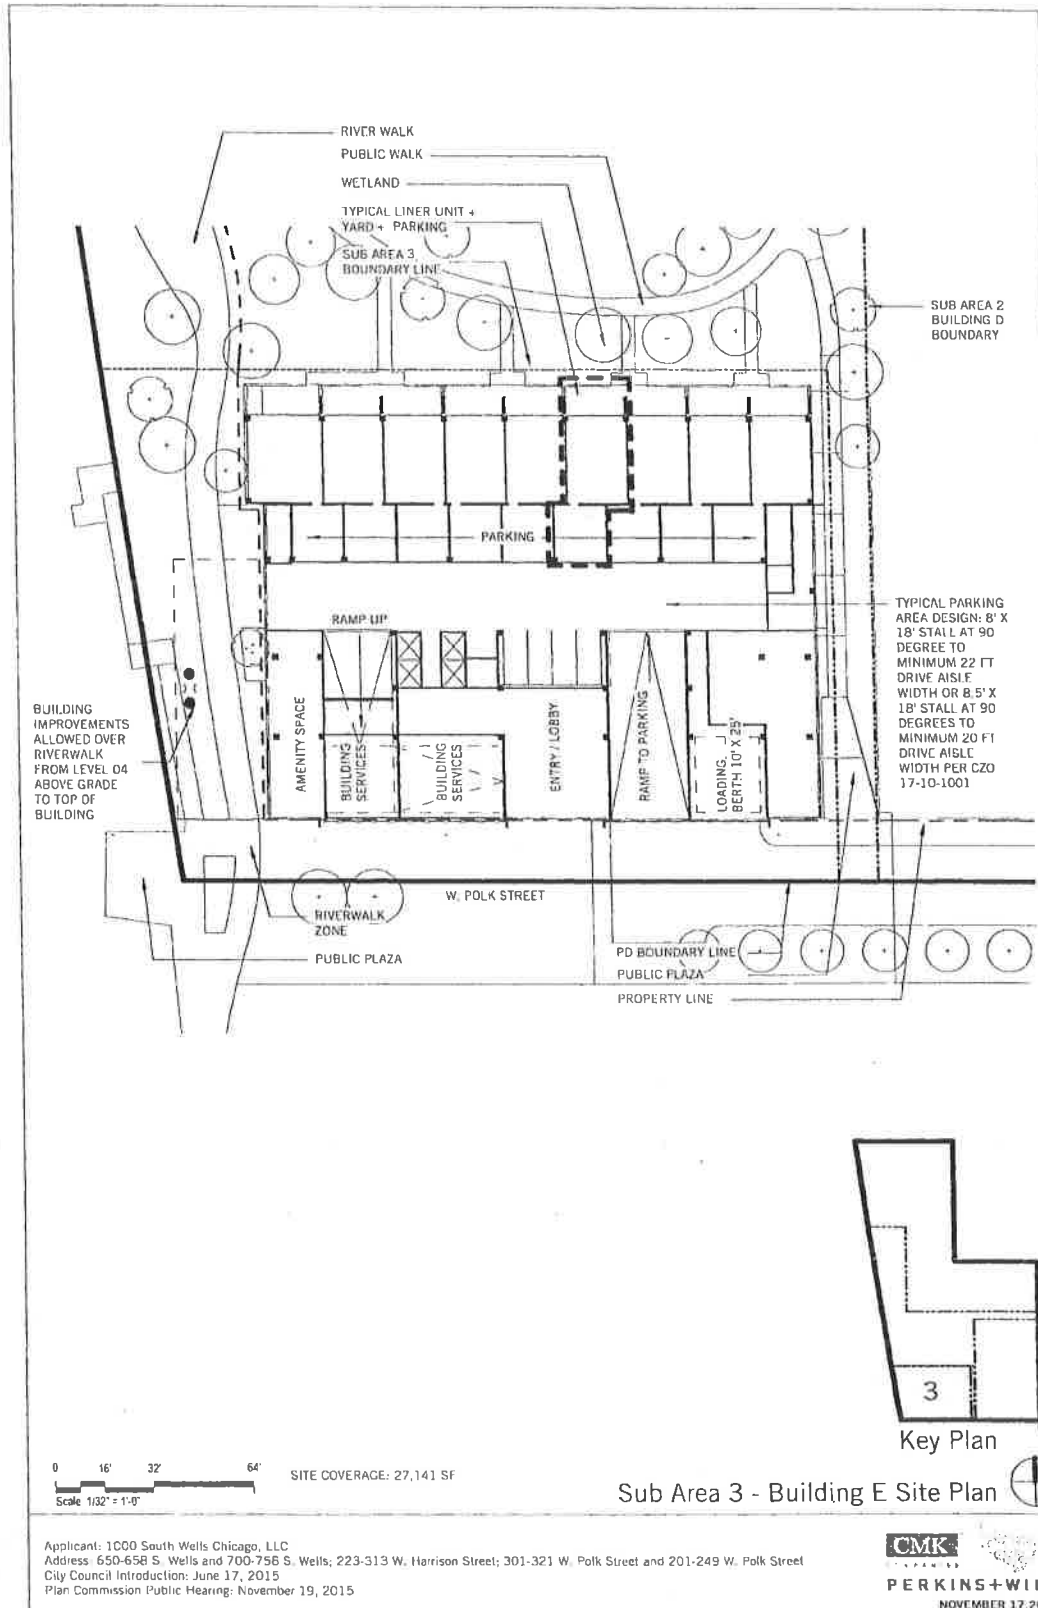 RIVER WALK
PUBLIC WALK
WETLAND
TYPICAL LINER UNIT +
YARD + PARKING
SUB AREA 3
BOUNDARY LINE
SUB AREA 2
BUILDING D
BOUNDARY
PARKING
RAMP UP
TYPICAL PARKING
AREA DESIGN: 8' X
18' STALL AT 90
DEGREE TO
MINIMUM 22 FT
DRIVE AISLE
WIDTH OR 8.5' X
18' STALL AT 90
DEGREES TO
MINIMUM 20 FT
DRIVE AISLE
WIDTH PER CZO
17-10-1001
BUILDING
IMPROVEMENTS
ALLOWED OVER
RIVERWALK
FROM LEVEL 04
ABOVE GRADE
TO TOP OF
BUILDING
AMENITY SPACE
BUILDING
SERVICES
BUILDING
SERVICES
ENTRY / LOBBY
RAMP TO PARKING
LOADING,
BERTH 10' X 25'
W. POLK STREET
RIVERWALK
ZONE
PUBLIC PLAZA
PD BOUNDARY LINE
PUBLIC PLAZA
PROPERTY LINE
3
Key Plan
0 16' 32' 64'
Scale 1/32" = 1'-0"
SITE COVERAGE: 27,141 SF
Sub Area 3 - Building E Site Plan
Applicant: 1000 South Wells Chicago, LLC
Address: 650-658 S. Wells and 700-756 S. Wells; 223-313 W. Harrison Street; 301-321 W. Polk Street and 201-249 W. Polk Street
City Council Introduction: June 17, 2015
Plan Commission Public Hearing: November 19, 2015
CMK
COMPANIES
PERKINS+WIL
NOVEMBER 17, 20